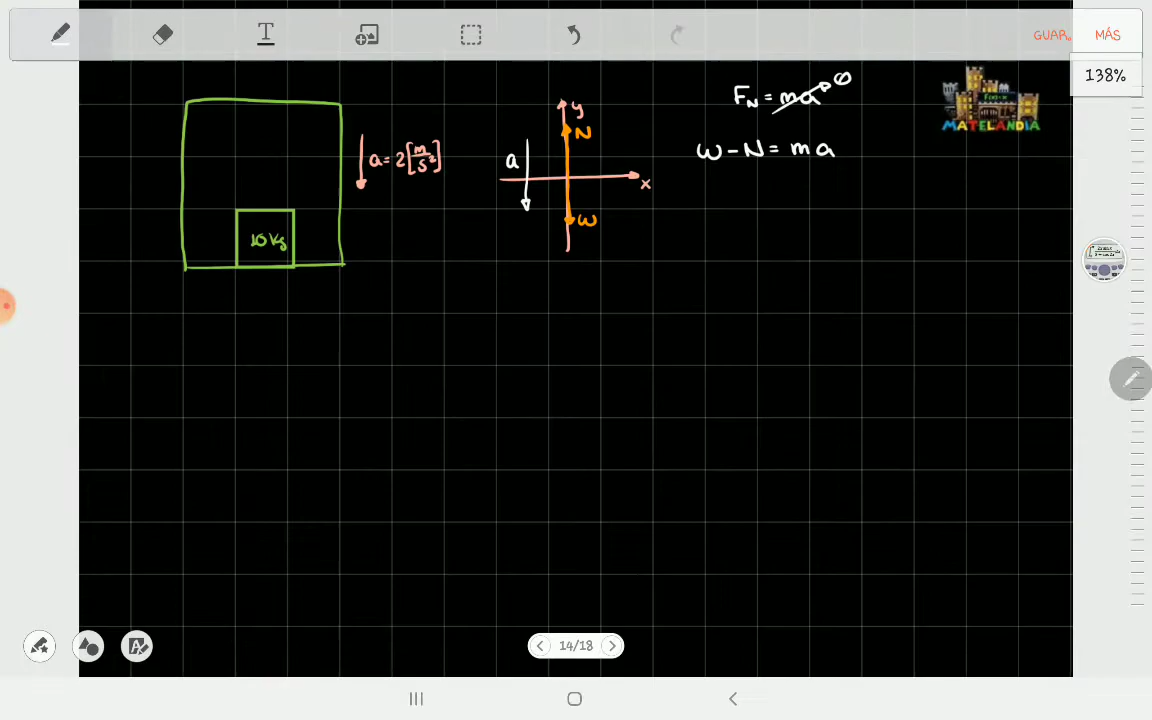 T
GUAR.
MÁS
138%
MATELANDIA
F_N = ma 0
W - N = ma
a = 2 [m/s²]
a
y
N
x
W
10 Kg
14/18